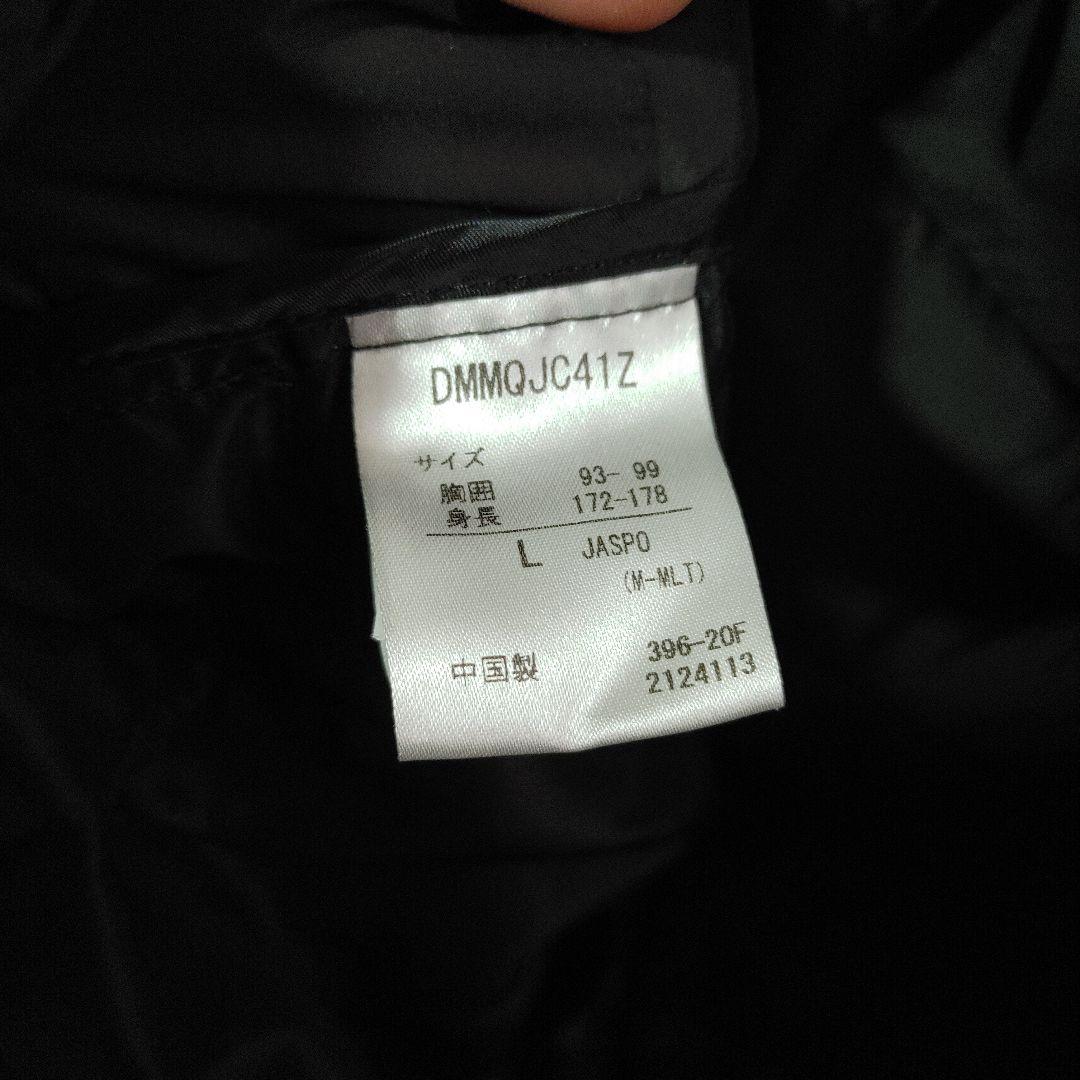 DMMQJC41Z
サイズ
胸囲 93- 99
身長 172-178
L JASPO
(M-MLT)
中国製 396-20F
2124113